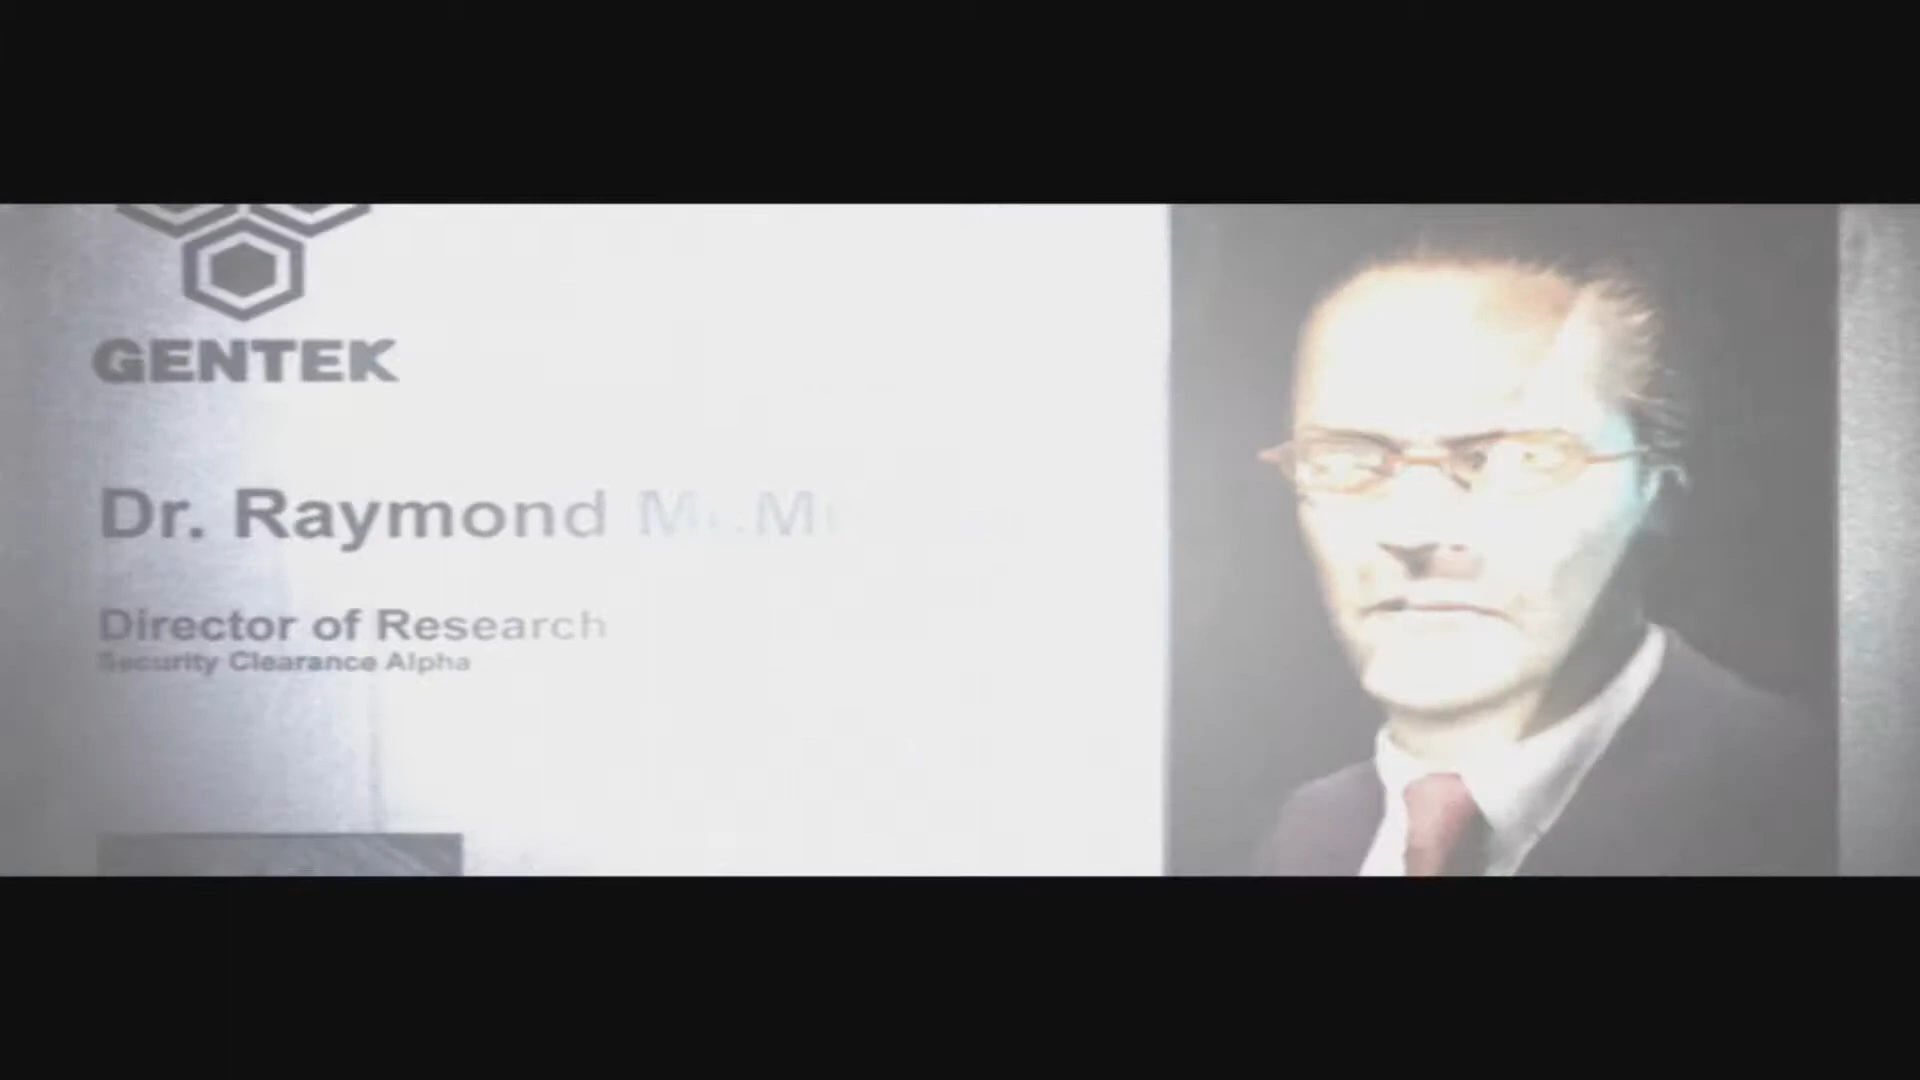 GENTEK
Dr. Raymond
Director of Research
Security Clearance Alpha